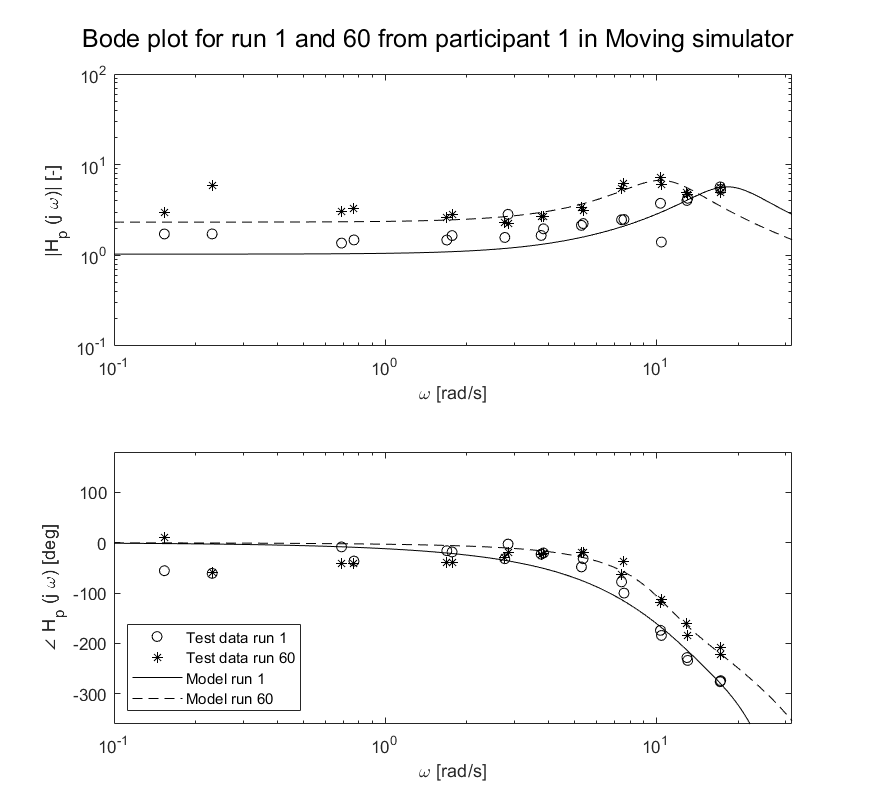 Bode plot for run 1 and 60 from participant 1 in Moving simulator
10^2
10^1
10^0
10^-1
|H_p (j ω)| [-]
10^-1
10^0
10^1
ω [rad/s]
100
0
-100
-200
-300
∠ H_p (j ω) [deg]
Test data run 1
Test data run 60
Model run 1
Model run 60
10^-1
10^0
10^1
ω [rad/s]